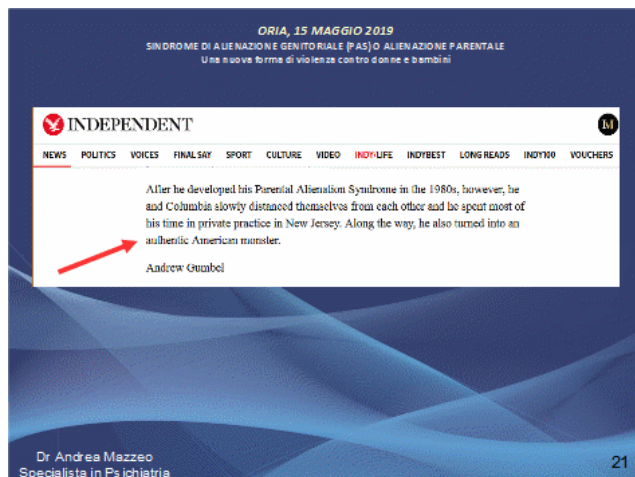 ORIA, 15 MAGGIO 2019
SINDROME DI ALIENAZIONE GENITORIALE (PAS) O ALIENAZIONE PARENTALE
Una nuova forma di violenza contro donne e bambini
INDEPENDENT
IM
NEWS POLITICS VOICES FINAL SAY SPORT CULTURE VIDEO INDY/LIFE INDYBEST LONG READS INDY100 VOUCHERS
After he developed his Parental Alienation Syndrome in the 1980s, however, he
and Columbia slowly distanced themselves from each other and he spent most of
his time in private practice in New Jersey. Along the way, he also turned into an
authentic American monster.
Andrew Gumbel
Dr Andrea Mazzeo
Specialista in Psichiatria
21